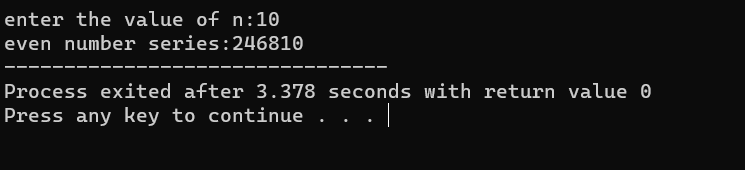 enter the value of n:10
even number series:246810
--------------------------------
Process exited after 3.378 seconds with return value 0
Press any key to continue . . .